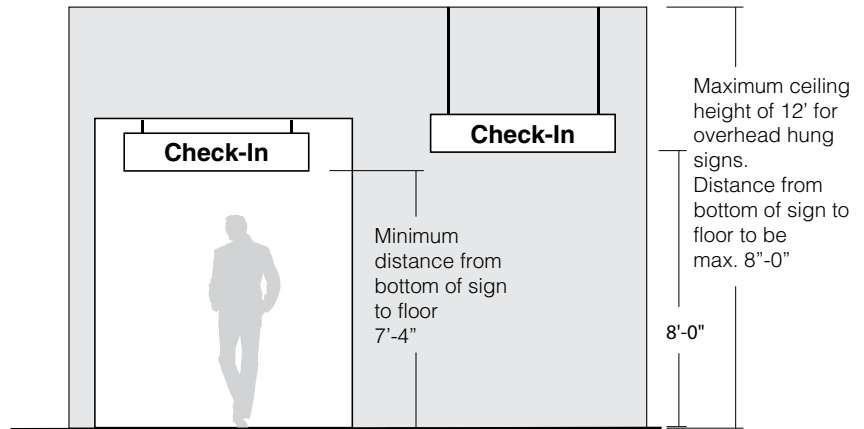 Check-In
Check-In
Minimum
distance from
bottom of sign
to floor
7’-4”
Maximum ceiling
height of 12’ for
overhead hung
signs.
Distance from
bottom of sign to
floor to be
max. 8”-0”
8'-0"